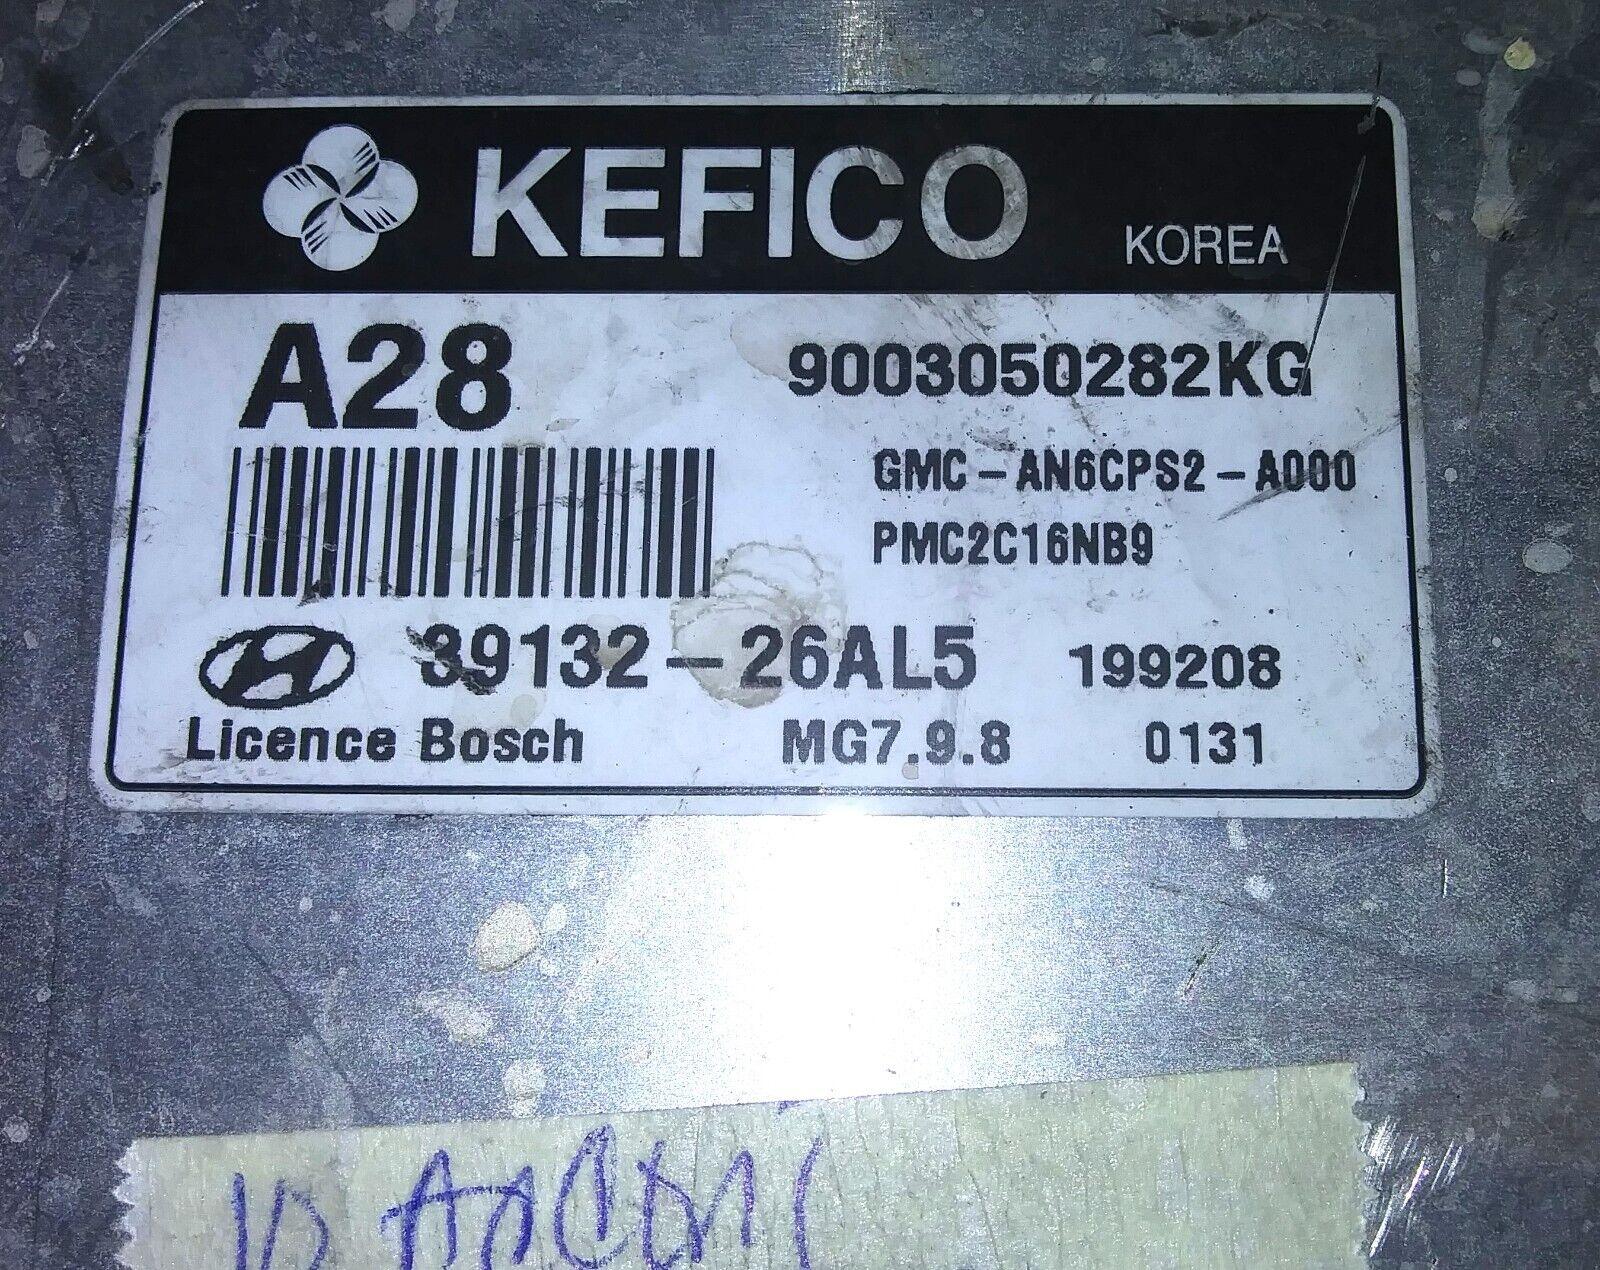 KEFICO KOREA
A28 9003050282KG
GMC-AN6CPS2-A000
PMC2C16NB9
39132-26AL5 199208
Licence Bosch MG7.9.8 0131